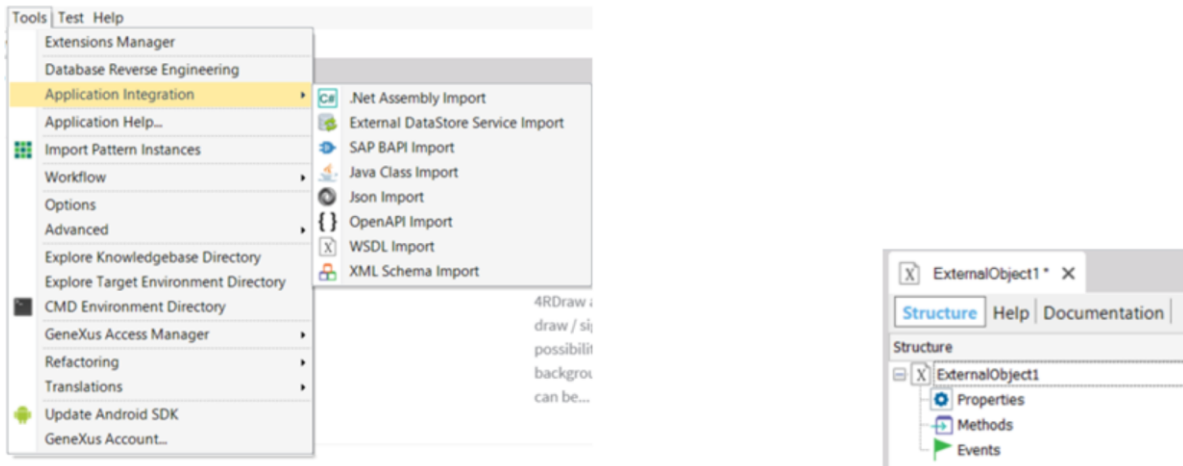 Tools Test Help
Extensions Manager
Database Reverse Engineering
Application Integration
Application Help...
Import Pattern Instances
Workflow
Options
Advanced
Explore Knowledgebase Directory
Explore Target Environment Directory
CMD Environment Directory
GeneXus Access Manager
Refactoring
Translations
Update Android SDK
GeneXus Account...
C# .Net Assembly Import
External DataStore Service Import
SAP BAPI Import
Java Class Import
Json Import
{ } OpenAPI Import
X WSDL Import
XML Schema Import
4RDraw
draw / si
possibilit
backgrou
can be...
X ExternalObject1 *
Structure Help Documentation
Structure
X ExternalObject1
Properties
Methods
Events